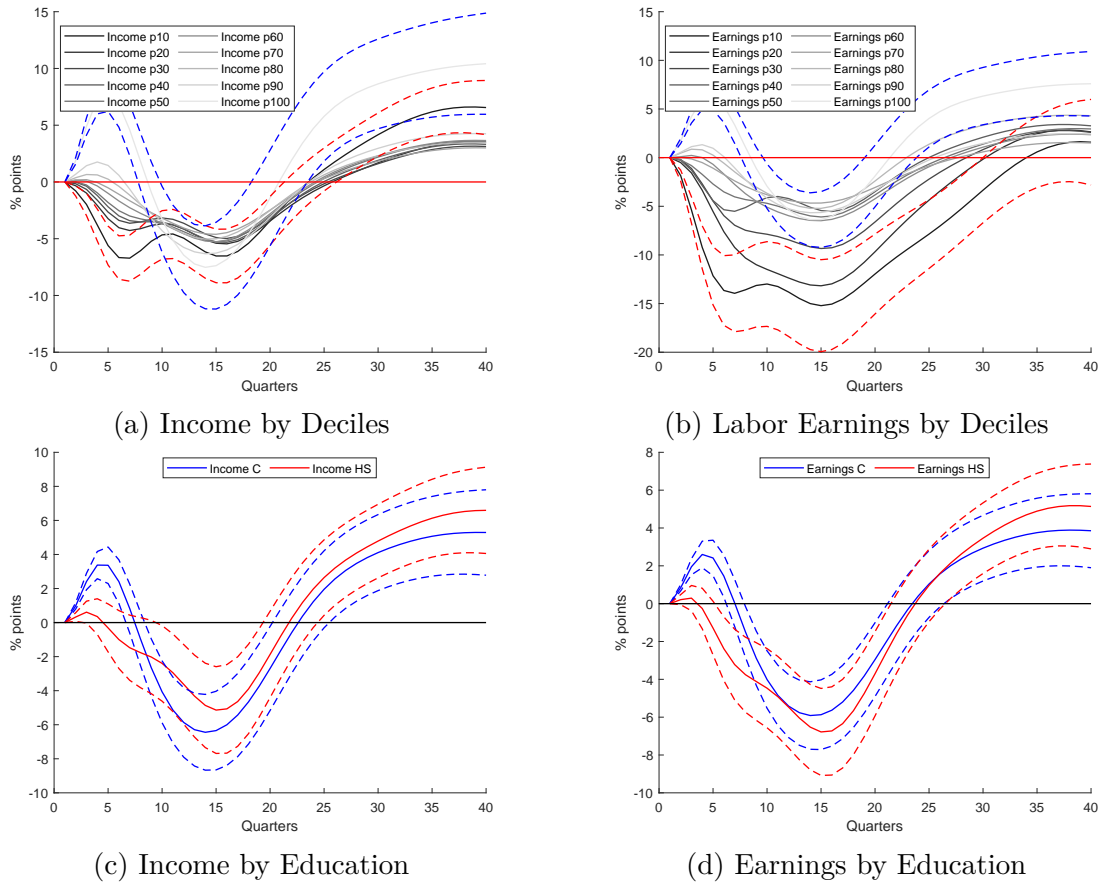 15
10
5
0
-5
-10
-15
% points
Income p10
Income p20
Income p30
Income p40
Income p50
Income p60
Income p70
Income p80
Income p90
Income p100
0 5 10 15 20 25 30 35 40
Quarters
(a) Income by Deciles
15
10
5
0
-5
-10
-15
-20
% points
Earnings p10
Earnings p20
Earnings p30
Earnings p40
Earnings p50
Earnings p60
Earnings p70
Earnings p80
Earnings p90
Earnings p100
0 5 10 15 20 25 30 35 40
Quarters
(b) Labor Earnings by Deciles
10
8
6
4
2
0
-2
-4
-6
-8
-10
% points
Income C Income HS
0 5 10 15 20 25 30 35 40
Quarters
(c) Income by Education
8
6
4
2
0
-2
-4
-6
-8
-10
% points
Earnings C Earnings HS
0 5 10 15 20 25 30 35 40
Quarters
(d) Earnings by Education